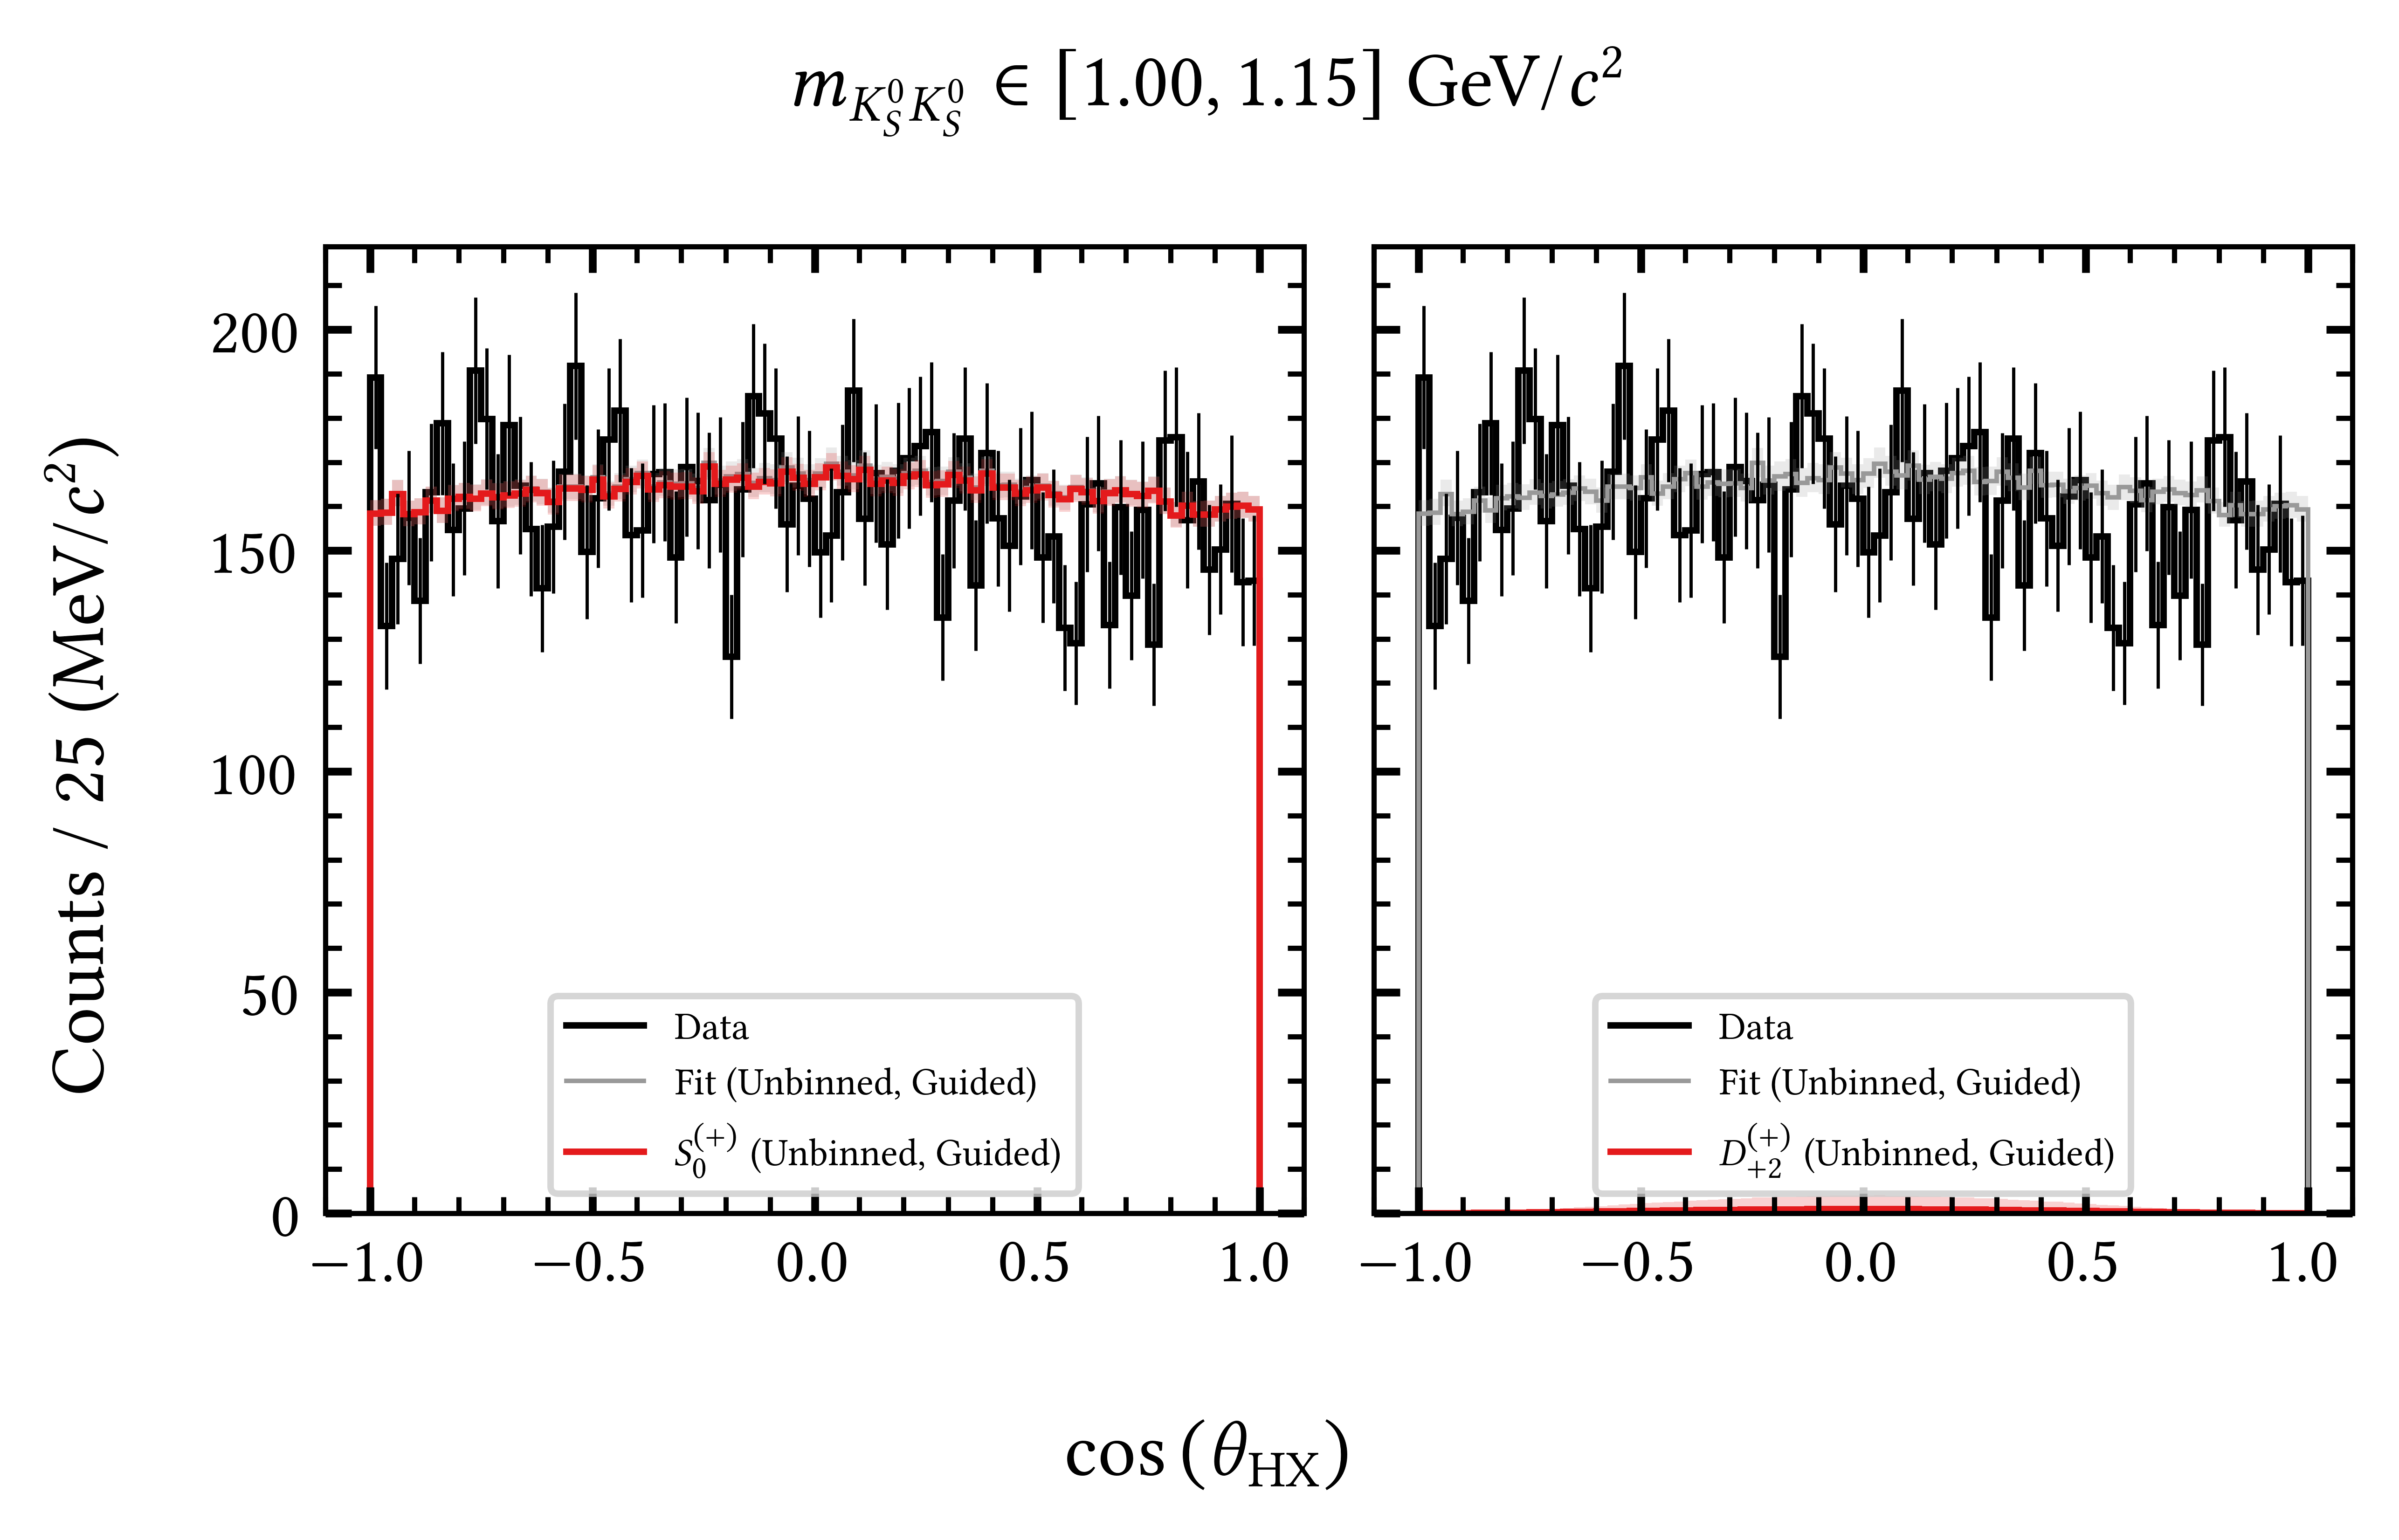 m_{K_S^0 K_S^0} ∈ [1.00, 1.15] GeV/c²
Counts / 25 (MeV/c²)
200
150
100
50
0
Data
Fit (Unbinned, Guided)
S_0^{(+)} (Unbinned, Guided)
−1.0 −0.5 0.0 0.5 1.0
Data
Fit (Unbinned, Guided)
D_{+2}^{(+)} (Unbinned, Guided)
−1.0 −0.5 0.0 0.5 1.0
cos (θ_{HX})